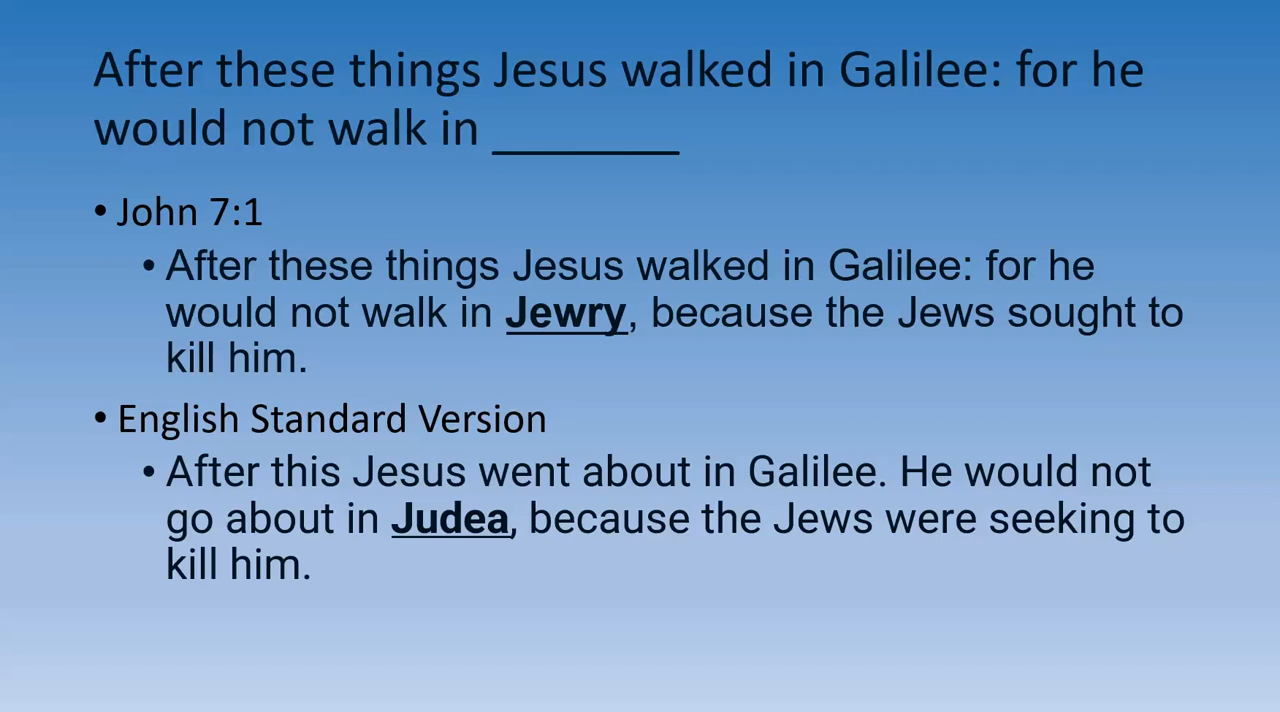 After these things Jesus walked in Galilee: for he
would not walk in _______
• John 7:1
• After these things Jesus walked in Galilee: for he
would not walk in Jewry, because the Jews sought to
kill him.
• English Standard Version
• After this Jesus went about in Galilee. He would not
go about in Judea, because the Jews were seeking to
kill him.